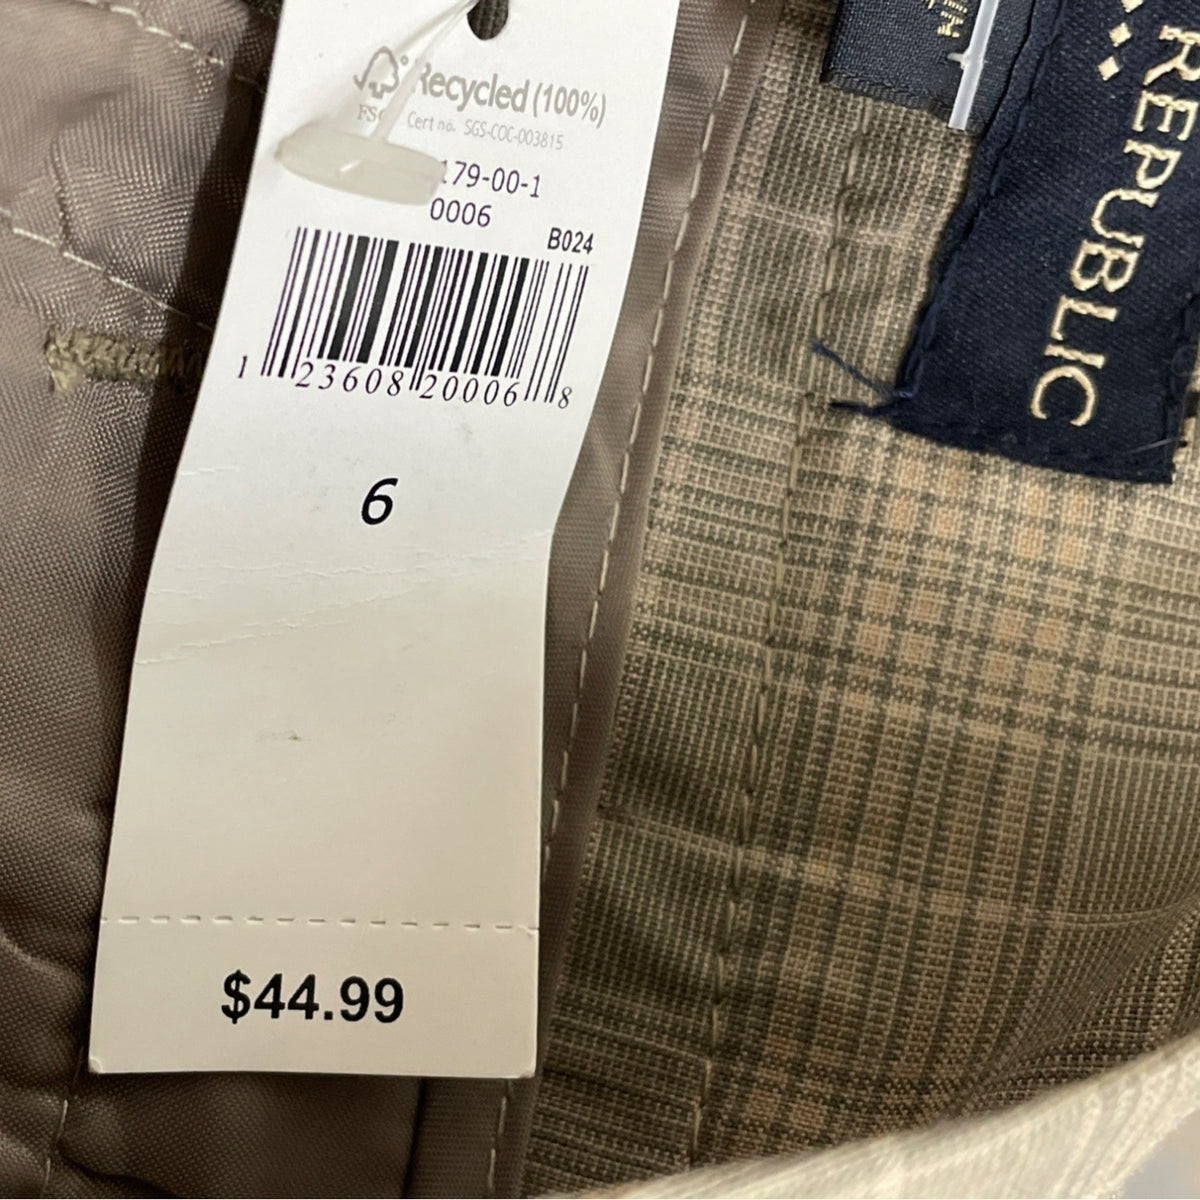 Recycled (100%)
Cert no. SGS-COC-003815
179-00-1
0006
B024
1 23608 20006 8
6
$44.99
REPUBLIC